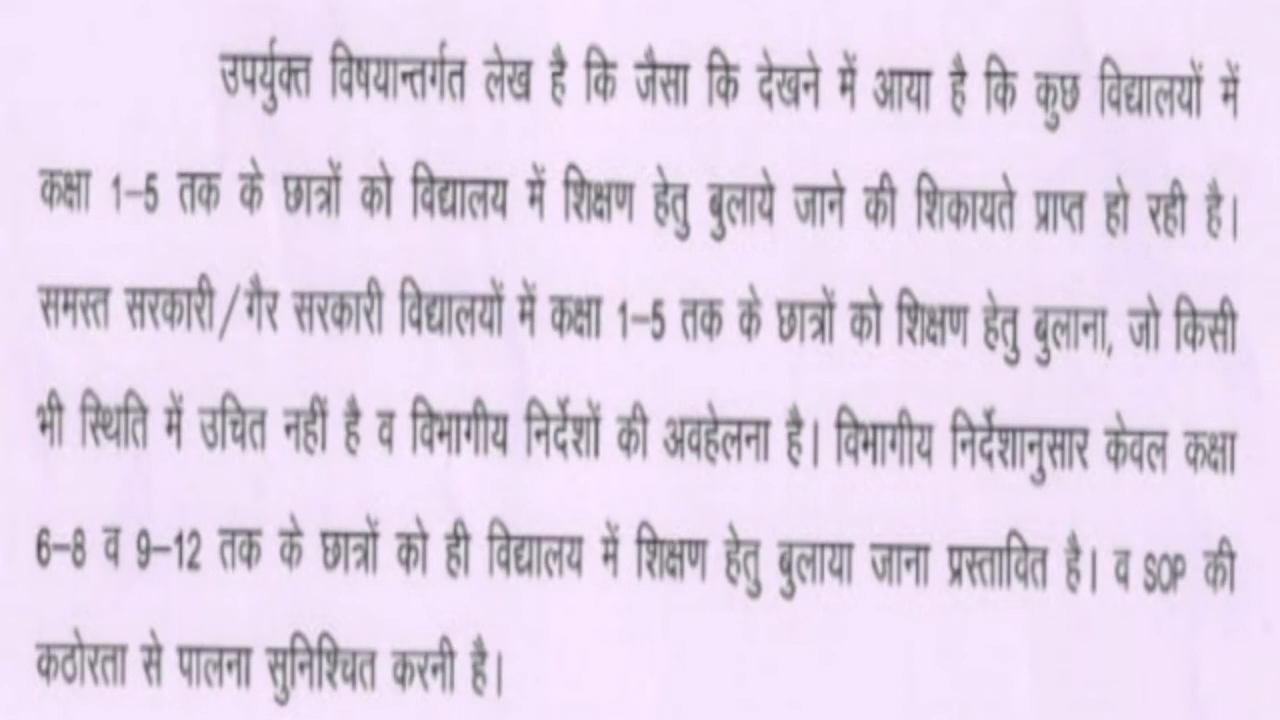 उपर्युक्त विषयान्तर्गत लेख है कि जैसा कि देखने में आया है कि कुछ विद्यालयों में
कक्षा 1–5 तक के छात्रों को विद्यालय में शिक्षण हेतु बुलाये जाने की शिकायते प्राप्त हो रही है।
समस्त सरकारी/गैर सरकारी विद्यालयों में कक्षा 1–5 तक के छात्रों को शिक्षण हेतु बुलाना, जो किसी
भी स्थिति में उचित नहीं है व विभागीय निर्देशों की अवहेलना है। विभागीय निर्देशानुसार केवल कक्षा
6–8 व 9–12 तक के छात्रों को ही विद्यालय में शिक्षण हेतु बुलाया जाना प्रस्तावित है। व SOP की
कठोरता से पालना सुनिश्चित करनी है।